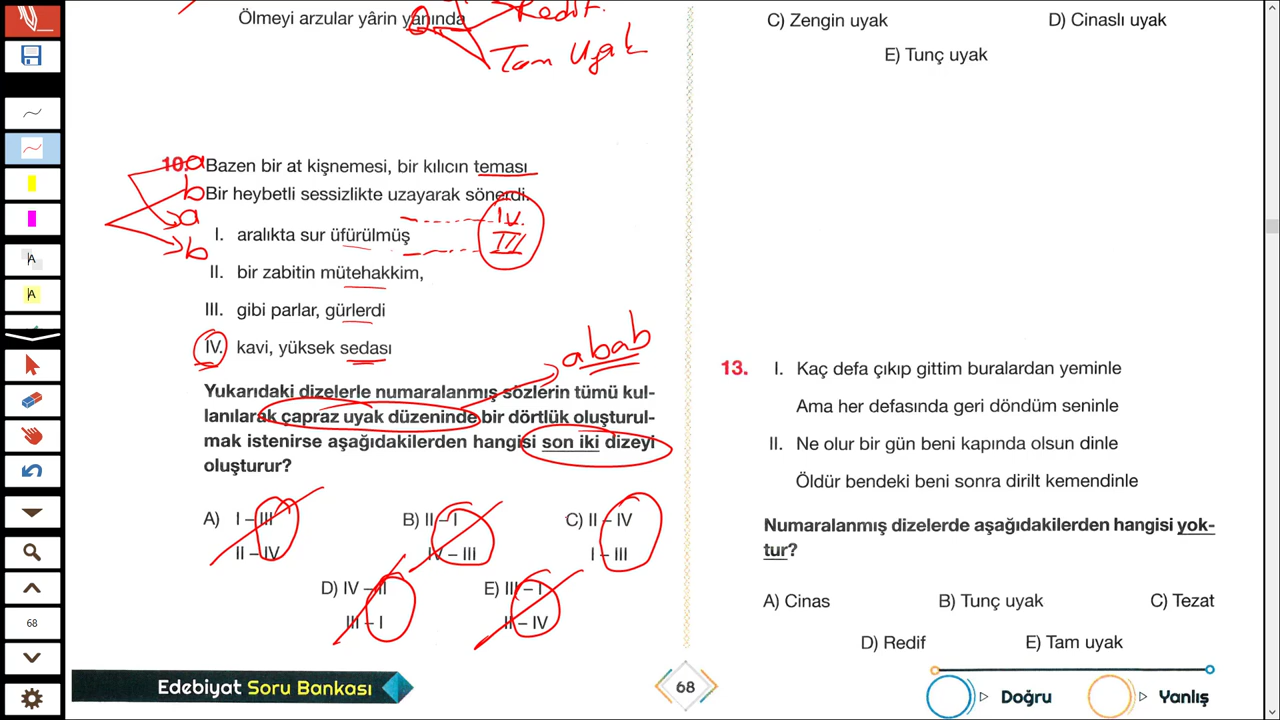 Ölmeyi arzular yârin yanında
Redif.
Tam Uyak
10. a Bazen bir at kişnemesi, bir kılıcın teması
b Bir heybetli sessizlikte uzayarak sönerdi.
a IV.
I. aralıkta sur üfürülmüş
b III
II. bir zabitin mütehakkim,
III. gibi parlar, gürlerdi
IV. kavi, yüksek sedası
abab
Yukarıdaki dizelerle numaralanmış sözlerin tümü kul-
lanılarak çapraz uyak düzeninde bir dörtlük oluşturul-
mak istenirse aşağıdakilerden hangisi son iki dizeyi
oluşturur?
A) I – III
II – IV
B) II – I
IV – III
C) II – IV
I – III
D) IV – II
III – I
E) III – I
II – IV
Edebiyat Soru Bankası
68
C) Zengin uyak
D) Cinaslı uyak
E) Tunç uyak
13. I. Kaç defa çıkıp gittim buralardan yeminle
Ama her defasında geri döndüm seninle
II. Ne olur bir gün beni kapında olsun dinle
Öldür bendeki beni sonra dirilt kemendinle
Numaralanmış dizelerde aşağıdakilerden hangisi yok-
tur?
A) Cinas
B) Tunç uyak
C) Tezat
D) Redif
E) Tam uyak
Doğru
Yanlış
A
A
68